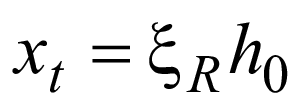 x_t = ξ_R h_0